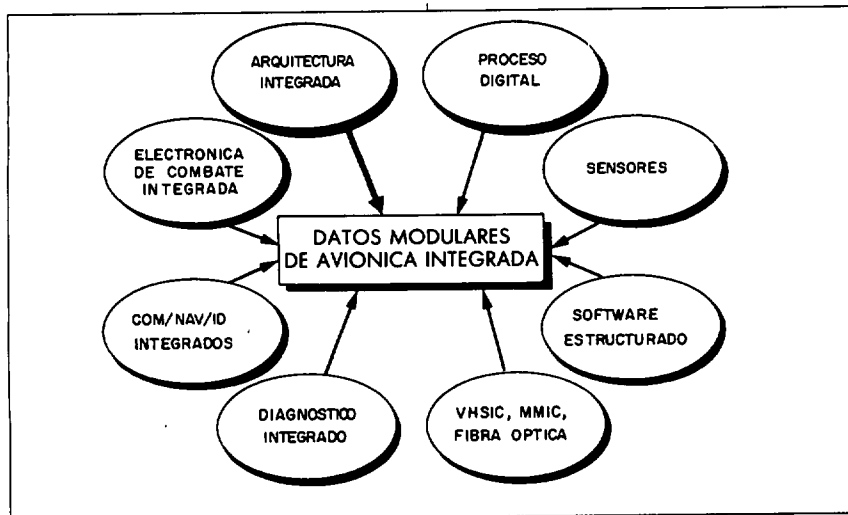 ARQUITECTURA
INTEGRADA
PROCESO
DIGITAL
ELECTRONICA
DE COMBATE
INTEGRADA
SENSORES
DATOS MODULARES
DE AVIONICA INTEGRADA
COM/NAV/ID
INTEGRADOS
SOFTWARE
ESTRUCTURADO
DIAGNOSTICO
INTEGRADO
VHSIC, MMIC,
FIBRA OPTICA